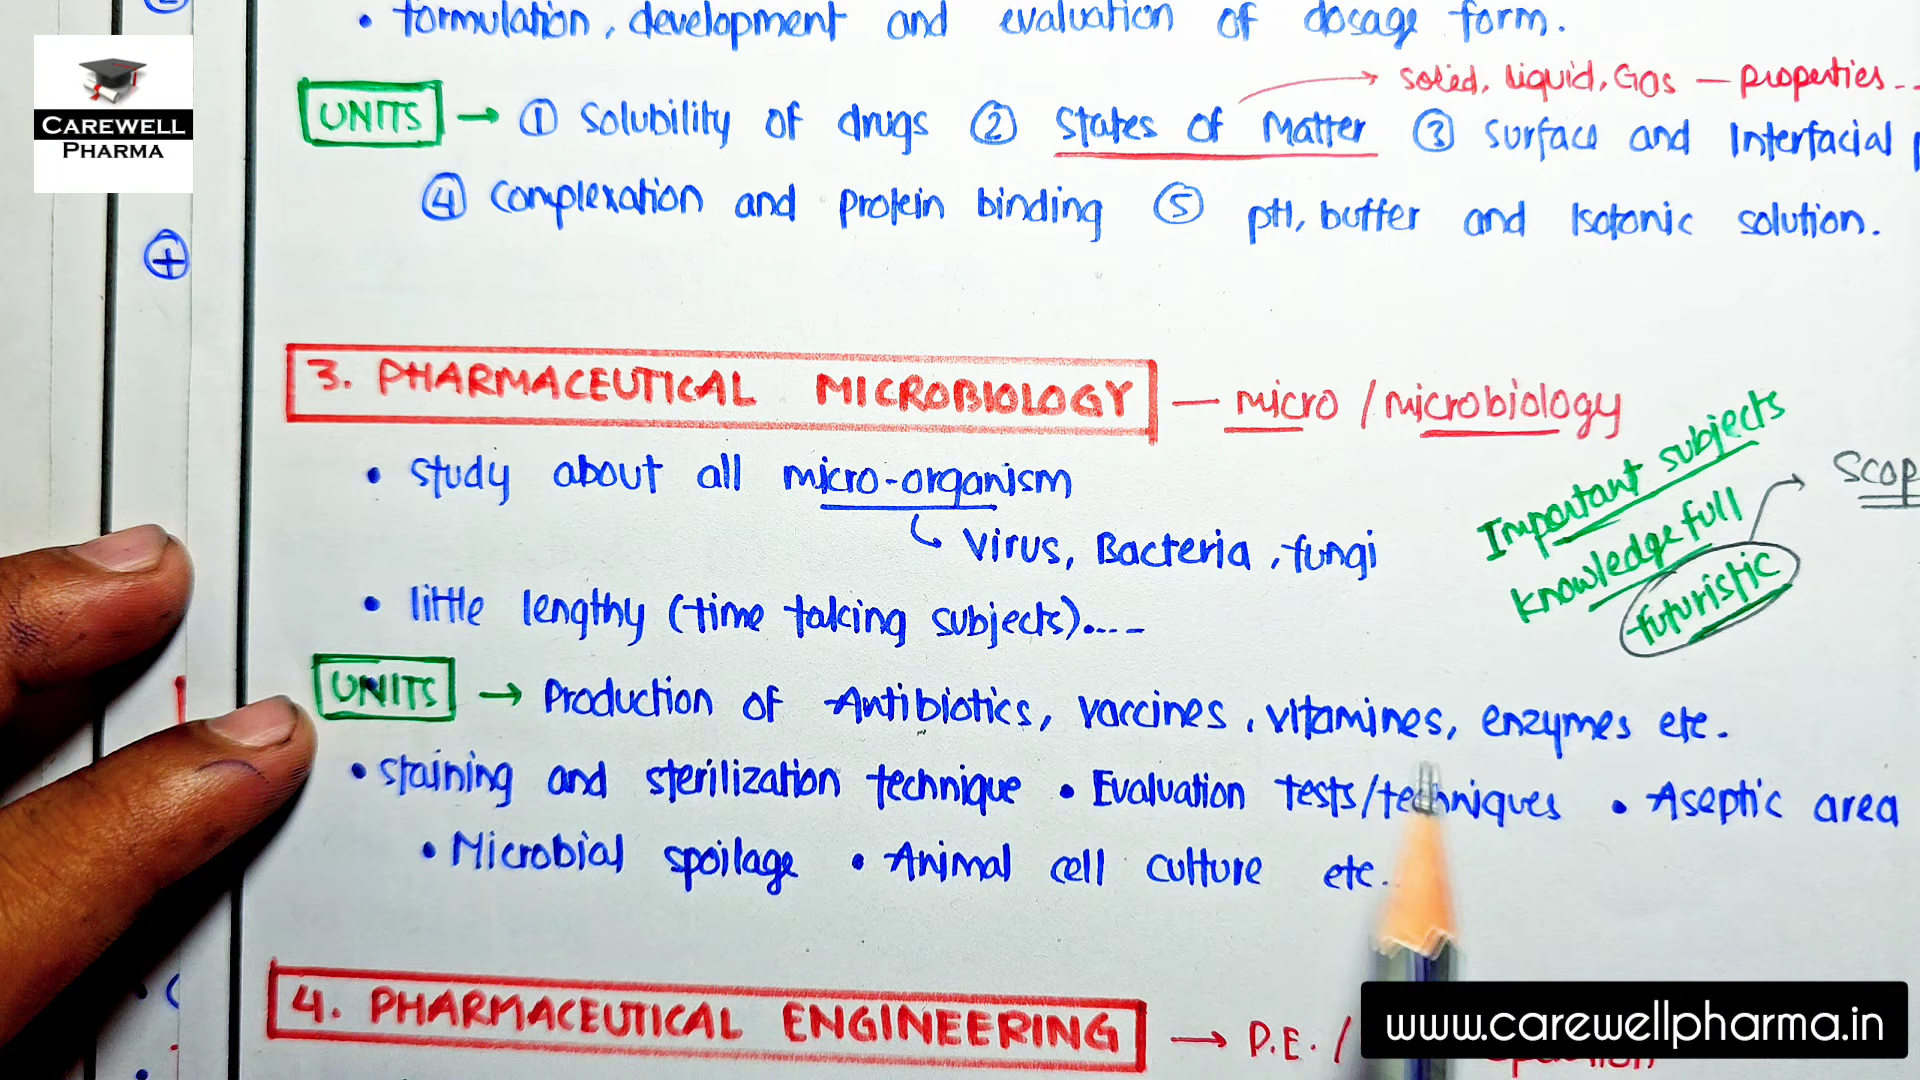 formulation, development and evaluation of dosage form.
CAREWELL
PHARMA
solid, liquid, Gas — properties..
UNITS → ① Solubility of drugs ② States of Matter ③ Surface and Interfacial
④ Complexation and Protein binding ⑤ pH, buffer and Isotonic solution.
3. PHARMACEUTICAL MICROBIOLOGY — micro / microbiology
• study about all micro-organism
Virus, Bacteria, fungi
• little lengthy (time taking subjects)....
Important subjects
knowledge full
futuristic
UNITS → Production of Antibiotics, vaccines, vitamines, enzymes etc.
• staining and sterilization technique • Evaluation tests/techniques • Aseptic area
• Microbial spoilage • Animal cell culture etc.
4. PHARMACEUTICAL ENGINEERING → P.E. /
www.carewellpharma.in